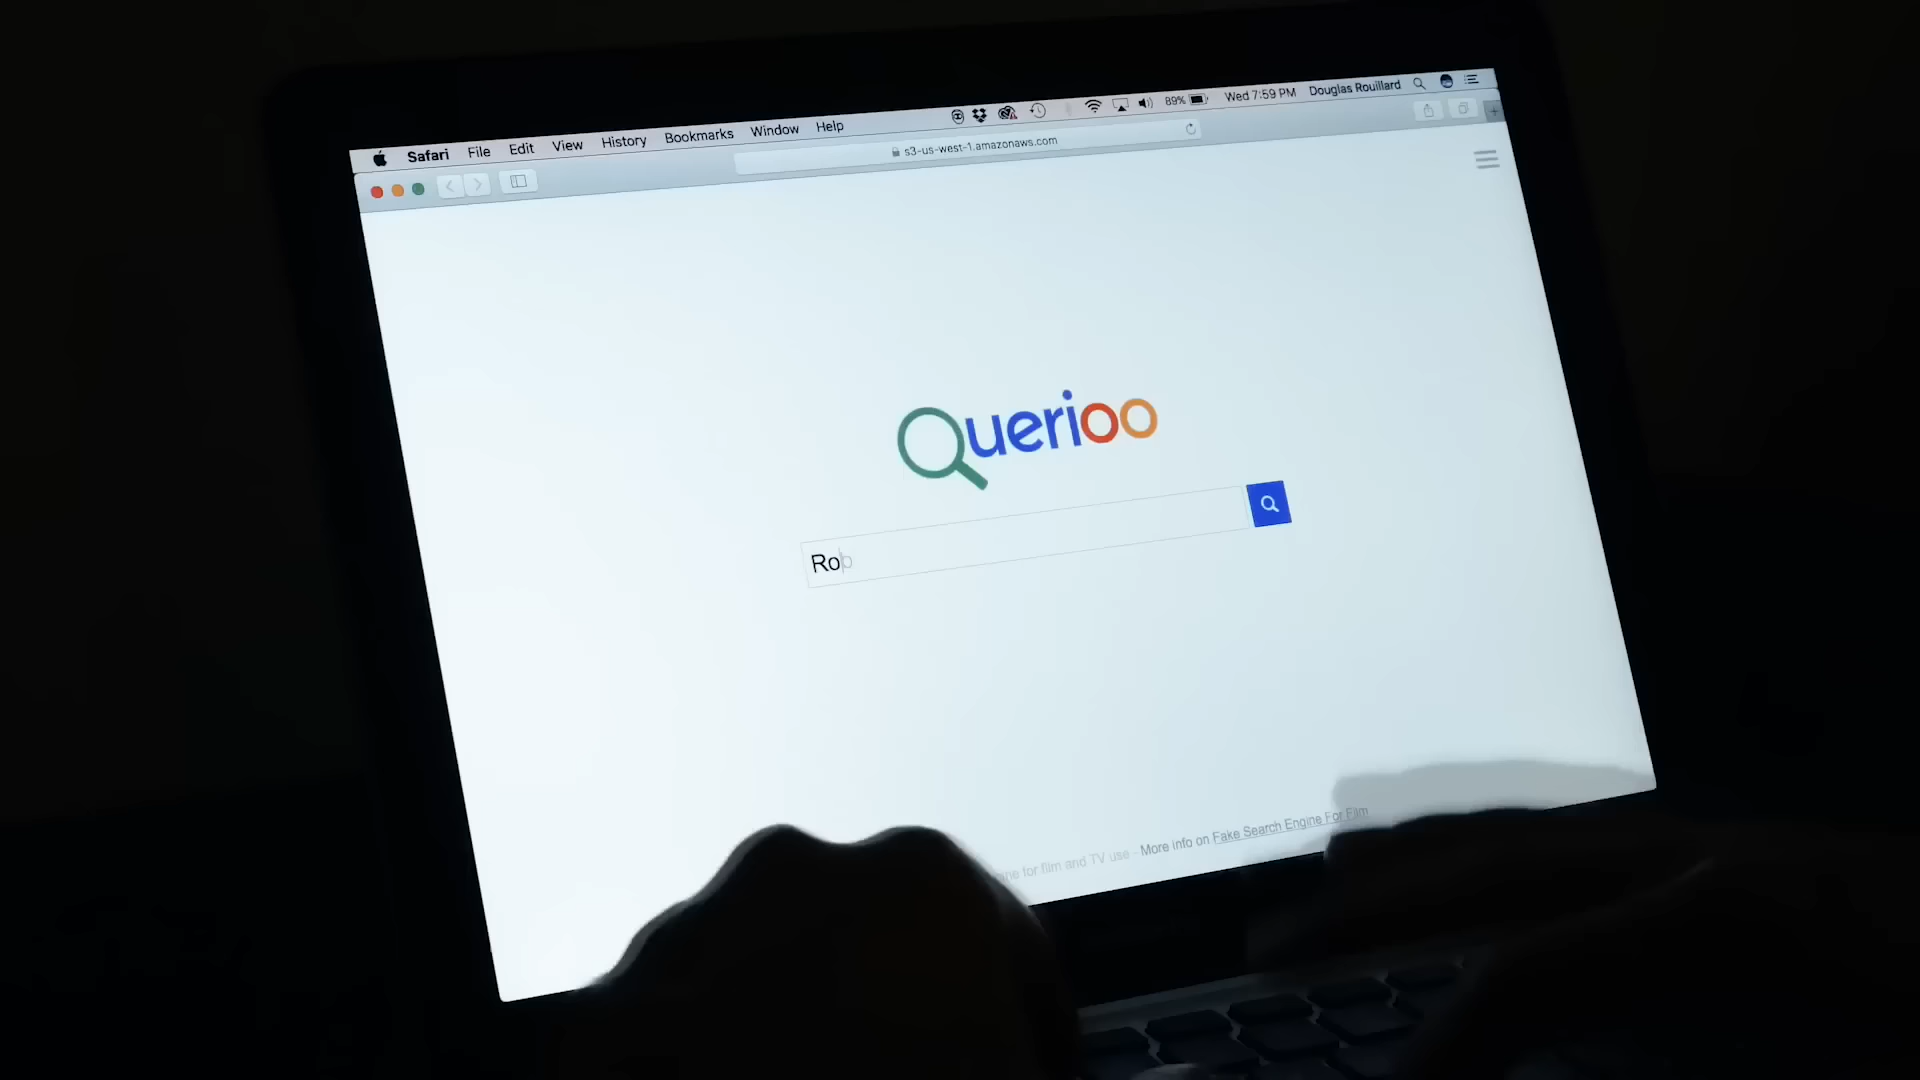 Safari File Edit View History Bookmarks Window Help 89% Wed 7:59 PM Douglas Rouillard
s3-us-west-1.amazonaws.com
Querioo
Rob
for film and TV use - More info on Fake Search Engine For Film